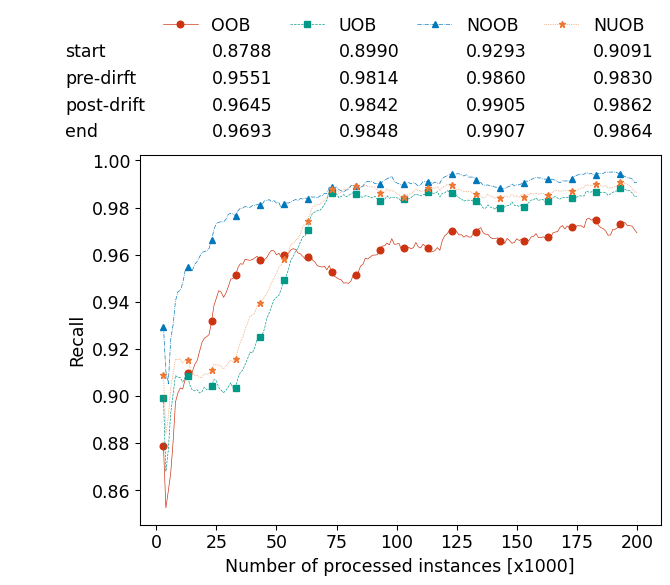 OOB UOB NOOB NUOB
start 0.8788 0.8990 0.9293 0.9091
pre-dirft 0.9551 0.9814 0.9860 0.9830
post-drift 0.9645 0.9842 0.9905 0.9862
end 0.9693 0.9848 0.9907 0.9864
1.00
0.98
0.96
0.94
0.92
0.90
0.88
0.86
Recall
0 25 50 75 100 125 150 175 200
Number of processed instances [x1000]